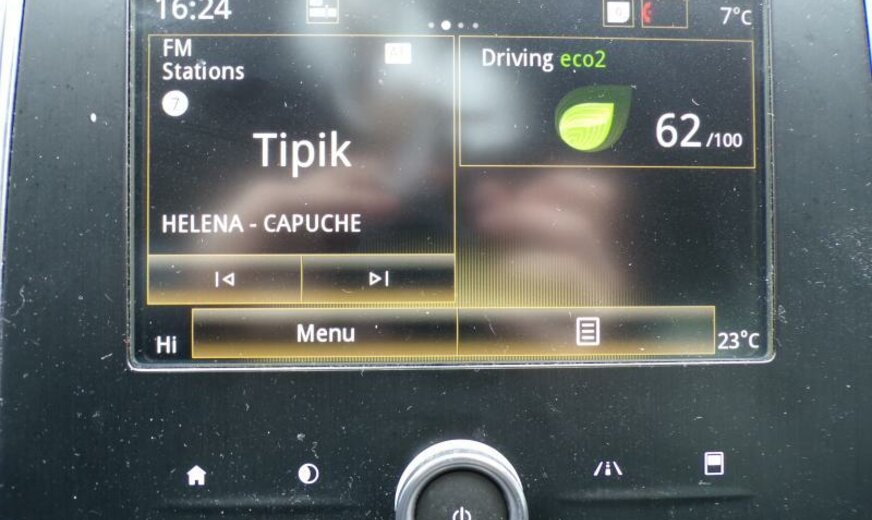 16:24
7°C
FM
Stations
7
Tipik
HELENA - CAPUCHE
Driving eco2
62/100
Hi
Menu
23°C